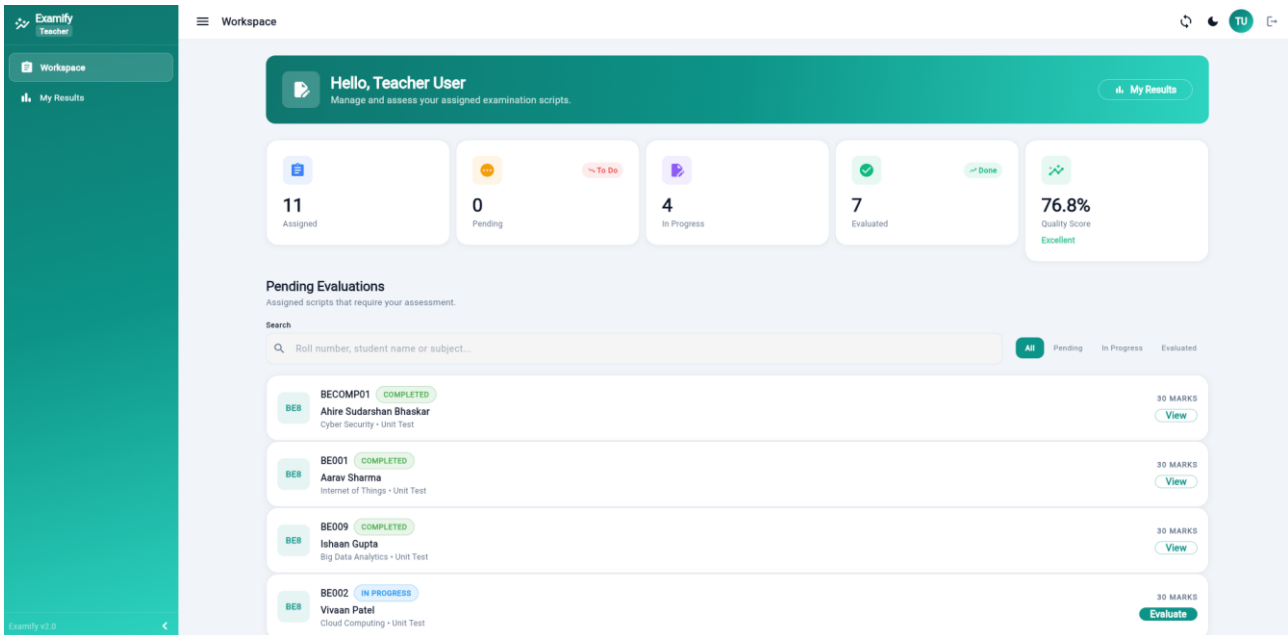 Examify
Teacher
Workspace
My Results
Examify v2.0
Workspace
TU
Hello, Teacher User
Manage and assess your assigned examination scripts.
My Results
11
Assigned
To Do
0
Pending
4
In Progress
Done
7
Evaluated
76.8%
Quality Score
Excellent
Pending Evaluations
Assigned scripts that require your assessment.
Search
Roll number, student name or subject...
All Pending In Progress Evaluated
BE8
BECOMP01 COMPLETED
Ahire Sudarshan Bhaskar
Cyber Security • Unit Test
30 MARKS
View
BE8
BE001 COMPLETED
Aarav Sharma
Internet of Things • Unit Test
30 MARKS
View
BE8
BE009 COMPLETED
Ishaan Gupta
Big Data Analytics • Unit Test
30 MARKS
View
BE8
BE002 IN PROGRESS
Vivaan Patel
Cloud Computing • Unit Test
30 MARKS
Evaluate